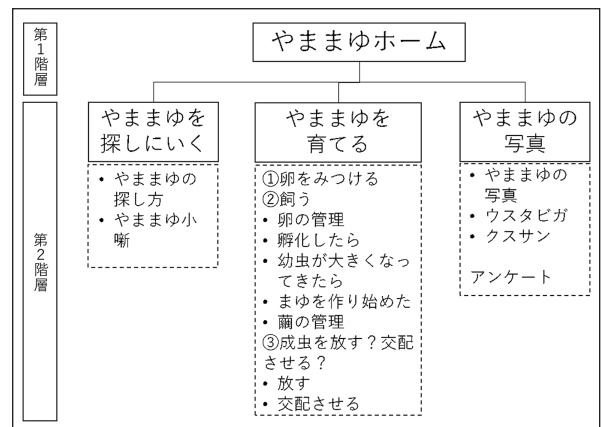 第1階層
やままゆホーム
第2階層
やままゆを
探しにいく
• やままゆの
探し方
• やままゆ小
噺
やままゆを
育てる
①卵をみつける
②飼う
• 卵の管理
• 孵化したら
• 幼虫が大きくなっ
てきたら
• まゆを作り始めた
• 繭の管理
③成虫を放す？交配
させる？
• 放す
• 交配させる
やままゆの
写真
• やままゆの
写真
• ウスタビガ
• クスサン
アンケート